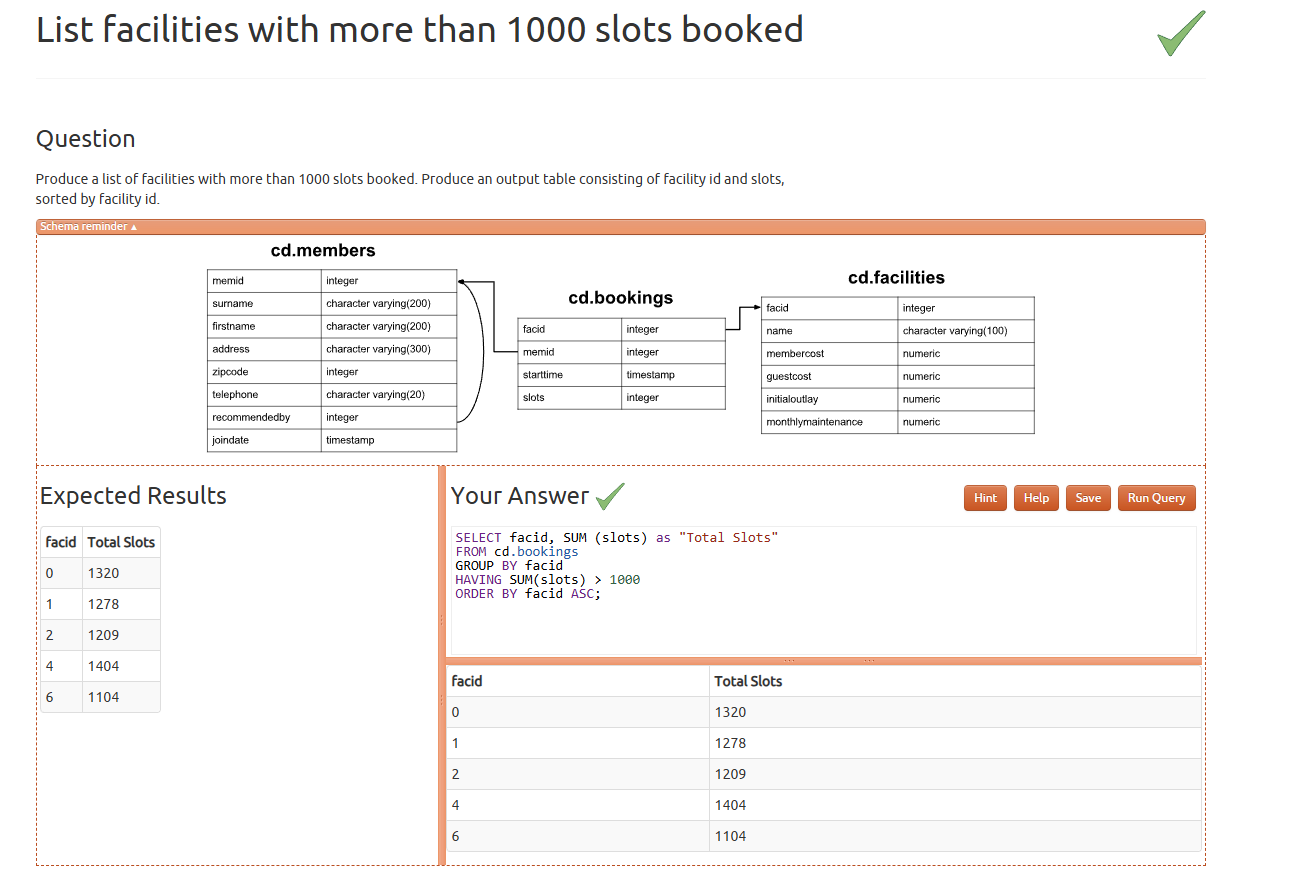 List facilities with more than 1000 slots booked
Question
Produce a list of facilities with more than 1000 slots booked. Produce an output table consisting of facility id and slots,
sorted by facility id.
Schema reminder ▴
cd.members
memid integer
surname character varying(200)
firstname character varying(200)
address character varying(300)
zipcode integer
telephone character varying(20)
recommendedby integer
joindate timestamp
cd.bookings
facid integer
memid integer
starttime timestamp
slots integer
cd.facilities
facid integer
name character varying(100)
membercost numeric
guestcost numeric
initialoutlay numeric
monthlymaintenance numeric
Expected Results
facid Total Slots
0 1320
1 1278
2 1209
4 1404
6 1104
Your Answer
Hint Help Save Run Query
SELECT facid, SUM (slots) as "Total Slots"
FROM cd.bookings
GROUP BY facid
HAVING SUM(slots) > 1000
ORDER BY facid ASC;
facid Total Slots
0 1320
1 1278
2 1209
4 1404
6 1104